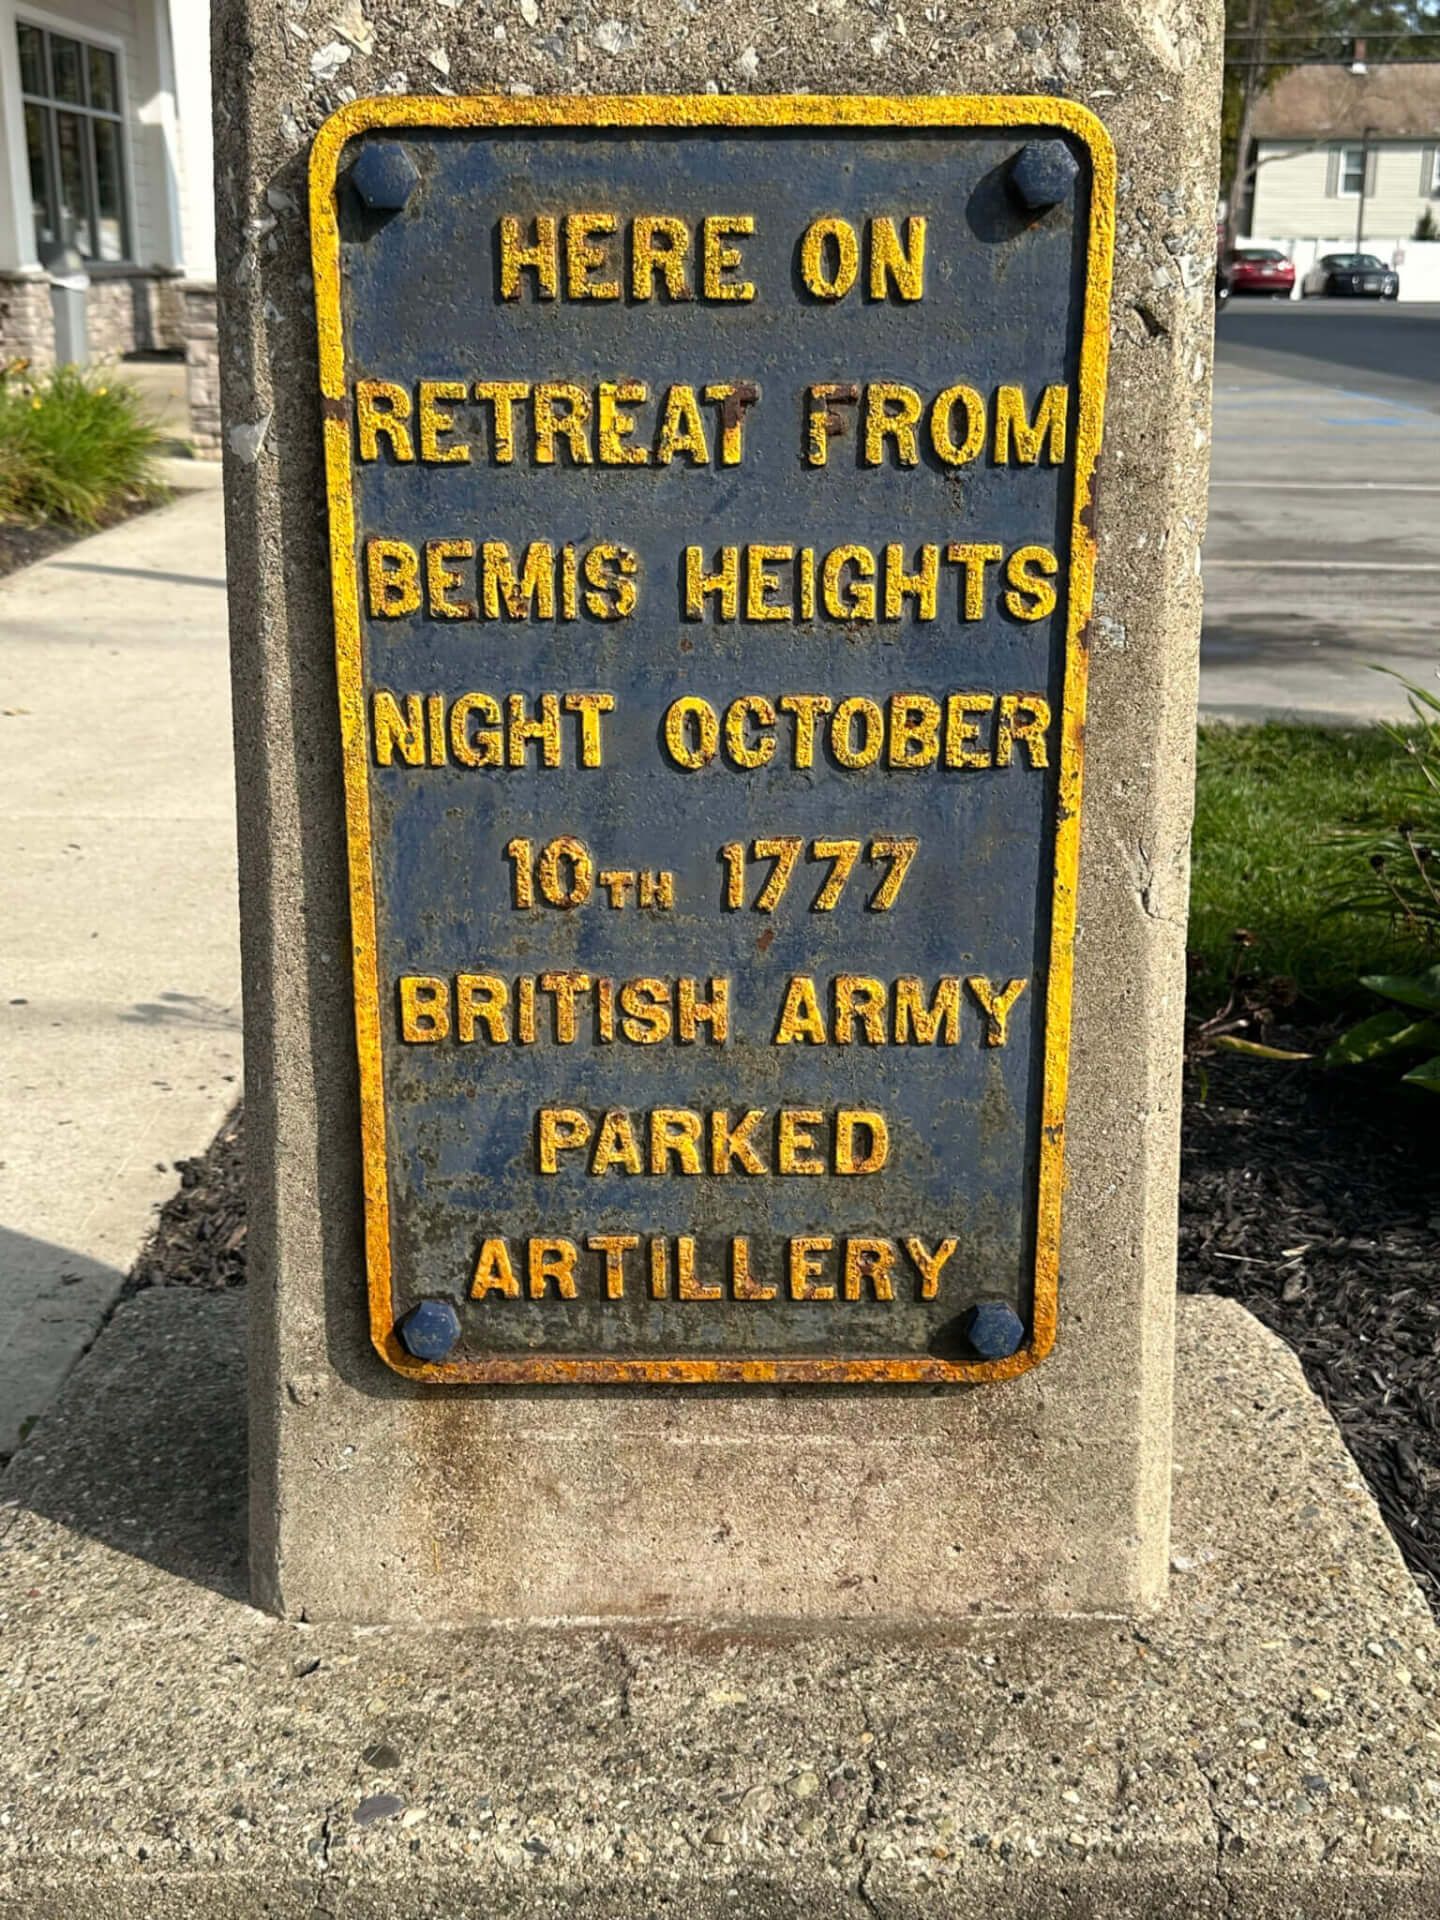 HERE ON
RETREAT FROM
BEMIS HEIGHTS
NIGHT OCTOBER
10TH 1777
BRITISH ARMY
PARKED
ARTILLERY